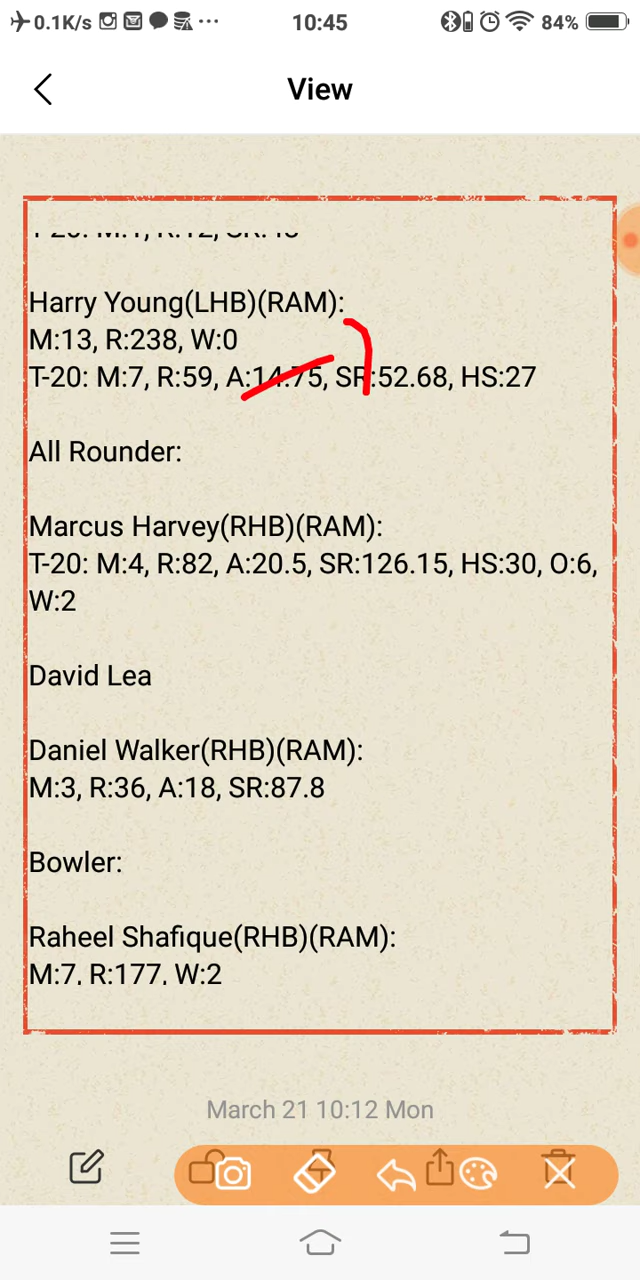 0.1K/s
10:45
84%
View
Harry Young(LHB)(RAM):
M:13, R:238, W:0
T-20: M:7, R:59, A:14.75, SR:52.68, HS:27
All Rounder:
Marcus Harvey(RHB)(RAM):
T-20: M:4, R:82, A:20.5, SR:126.15, HS:30, O:6,
W:2
David Lea
Daniel Walker(RHB)(RAM):
M:3, R:36, A:18, SR:87.8
Bowler:
Raheel Shafique(RHB)(RAM):
M:7, R:177, W:2
March 21 10:12 Mon